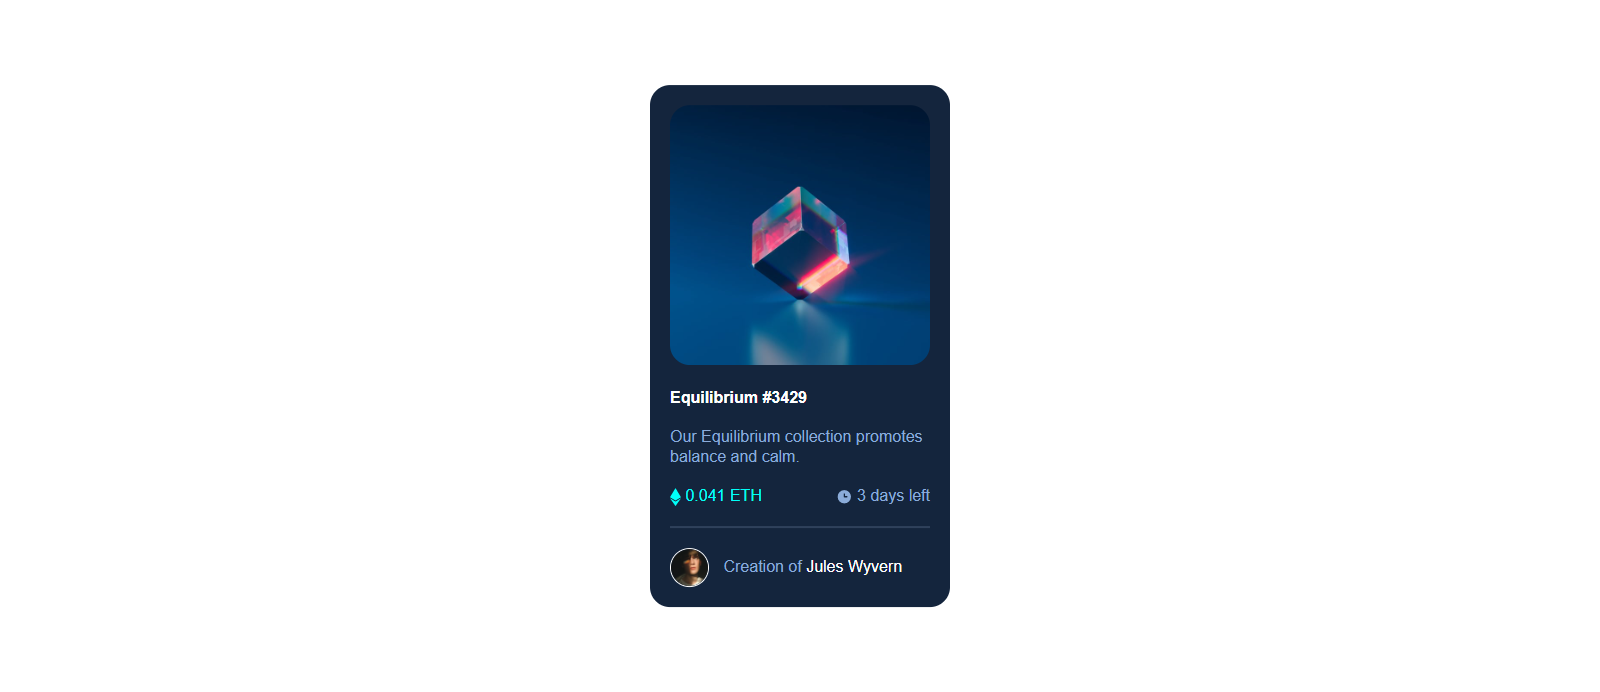 Equilibrium #3429
Our Equilibrium collection promotes
balance and calm.
0.041 ETH
3 days left
Creation of Jules Wyvern